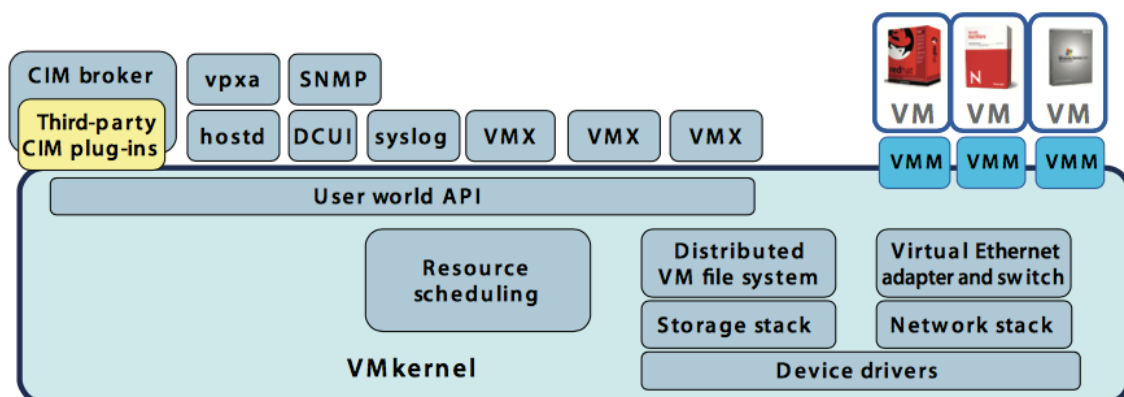 CIM broker
Third-party
CIM plug-ins
vpxa
SNMP
hostd
DCUI
syslog
VMX
VMX
VMX
redhat
N
VM
VM
VM
VMM
VMM
VMM
User world API
Resource
scheduling
Distributed
VM file system
Virtual Ethernet
adapter and switch
Storage stack
Network stack
VMkernel
Device drivers